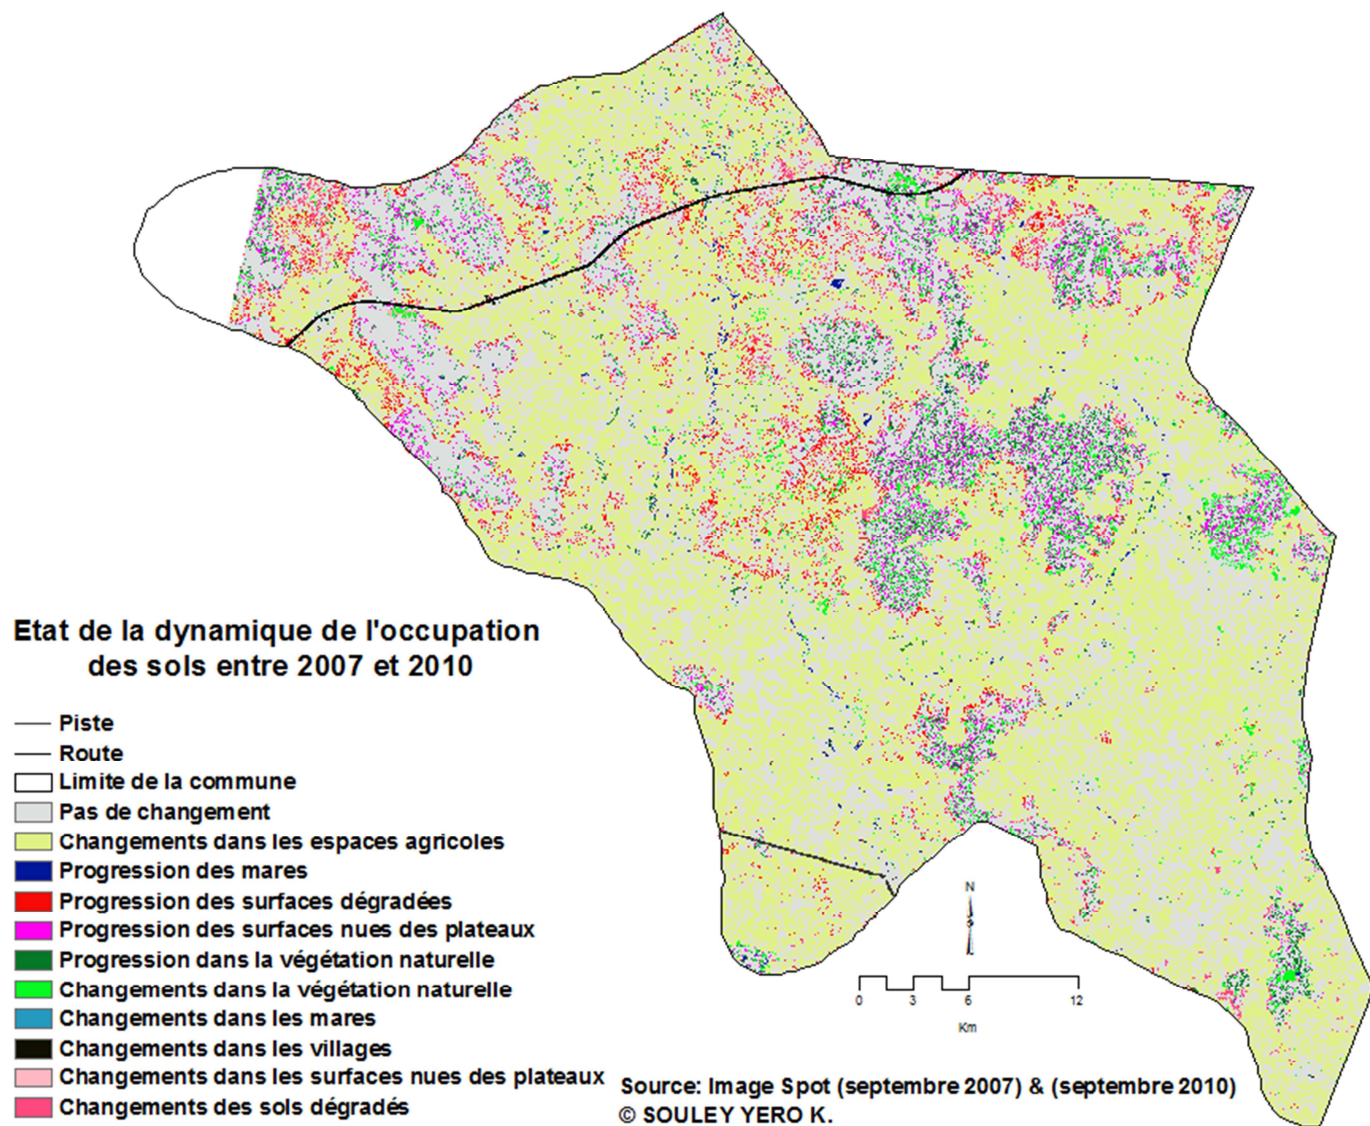 Etat de la dynamique de l'occupation
des sols entre 2007 et 2010
Piste
Route
Limite de la commune
Pas de changement
Changements dans les espaces agricoles
Progression des mares
Progression des surfaces dégradées
Progression des surfaces nues des plateaux
Progression dans la végétation naturelle
Changements dans la végétation naturelle
Changements dans les mares
Changements dans les villages
Changements dans les surfaces nues des plateaux
Changements des sols dégradés
N
0 3 6 12
Km
Source: Image Spot (septembre 2007) & (septembre 2010)
© SOULEY YERO K.